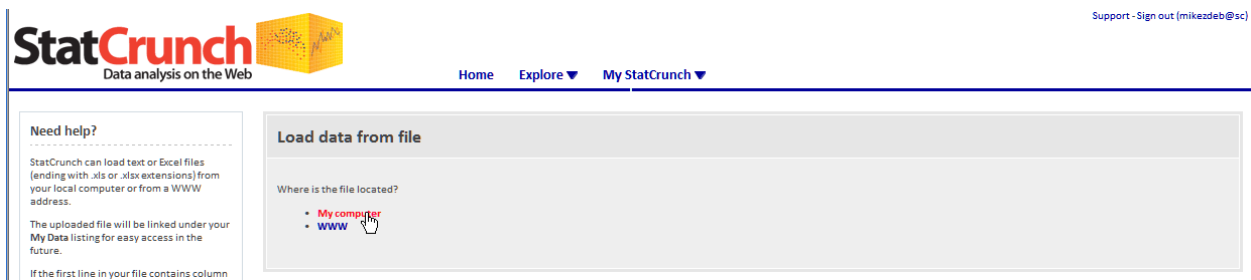 Support - Sign out (mikezdeb@sc)
StatCrunch
Data analysis on the Web
Home Explore ▼ My StatCrunch ▼
Need help?
StatCrunch can load text or Excel files
(ending with .xls or .xlsx extensions) from
your local computer or from a WWW
address.
The uploaded file will be linked under your
My Data listing for easy access in the
future.
If the first line in your file contains column
Load data from file
Where is the file located?
• My computer
• WWW